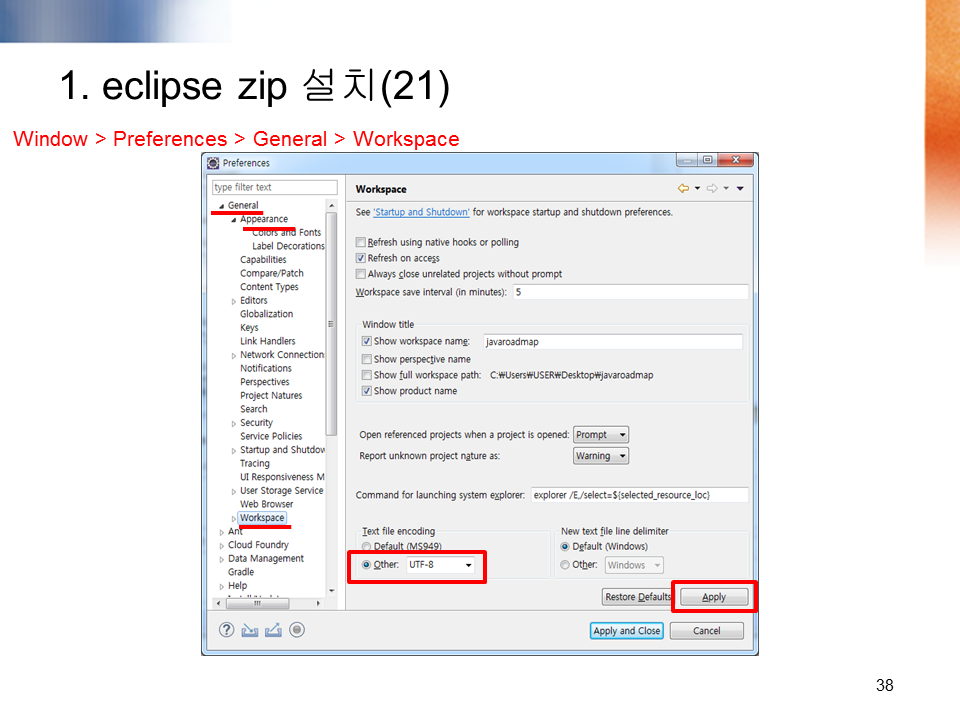 1. eclipse zip 설치(21)
Window > Preferences > General > Workspace
Preferences
type filter text
General
Appearance
Colors and Fonts
Label Decorations
Capabilities
Compare/Patch
Content Types
Editors
Globalization
Keys
Link Handlers
Network Connection
Notifications
Perspectives
Project Natures
Search
Security
Service Policies
Startup and Shutdow
Tracing
UI Responsiveness M
User Storage Service
Web Browser
Workspace
Ant
Cloud Foundry
Data Management
Gradle
Help
Workspace
See 'Startup and Shutdown' for workspace startup and shutdown preferences.
Refresh using native hooks or polling
Refresh on access
Always close unrelated projects without prompt
Workspace save interval (in minutes): 5
Window title
Show workspace name: javaroadmap
Show perspective name
Show full workspace path: C:₩Users₩USER₩Desktop₩javaroadmap
Show product name
Open referenced projects when a project is opened: Prompt
Report unknown project nature as: Warning
Command for launching system explorer: explorer /E,/select=${selected_resource_loc}
Text file encoding
Default (MS949)
Other: UTF-8
New text file line delimiter
Default (Windows)
Other: Windows
Restore Defaults Apply
Apply and Close Cancel
38